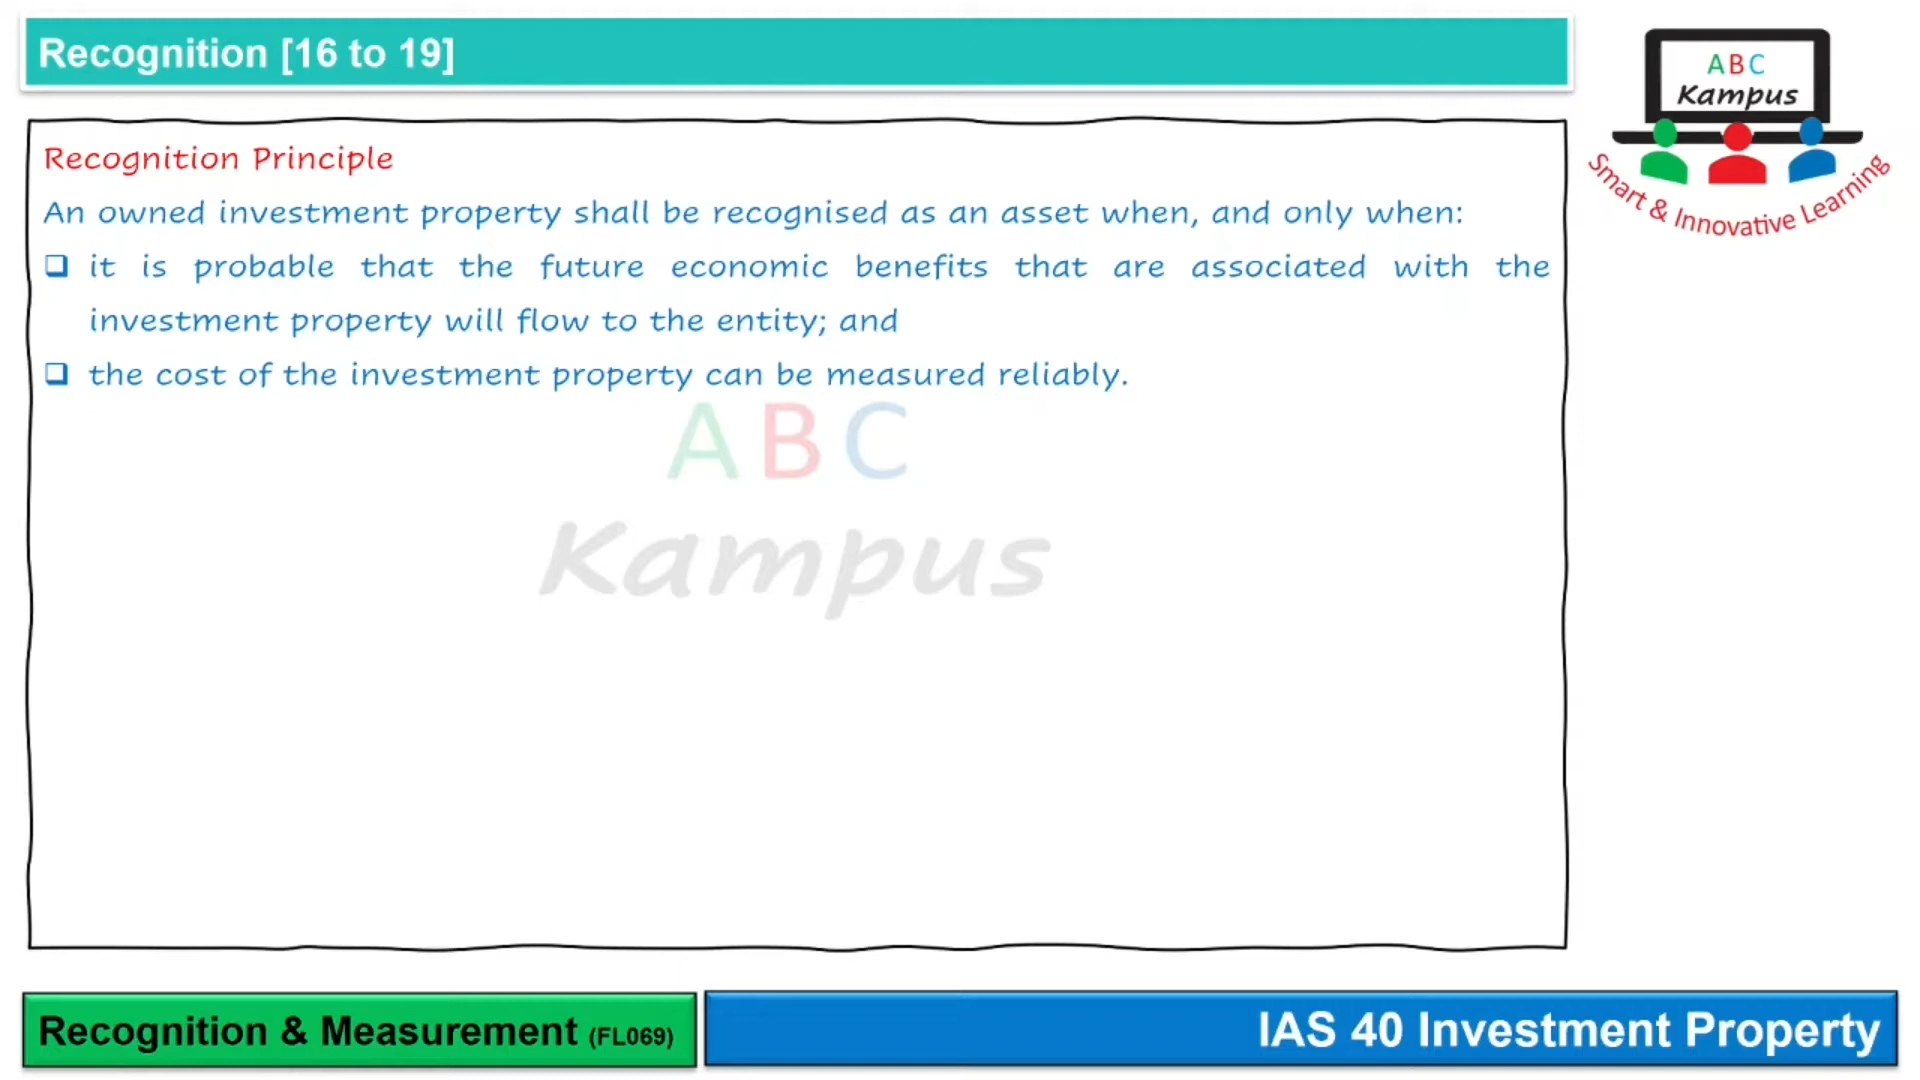 Recognition [16 to 19]
ABC
Kampus
Smart & Innovative Learning
Recognition Principle
An owned investment property shall be recognised as an asset when, and only when:
❑ it is probable that the future economic benefits that are associated with the
investment property will flow to the entity; and
❑ the cost of the investment property can be measured reliably.
ABC
Kampus
Recognition & Measurement (FL069)
IAS 40 Investment Property